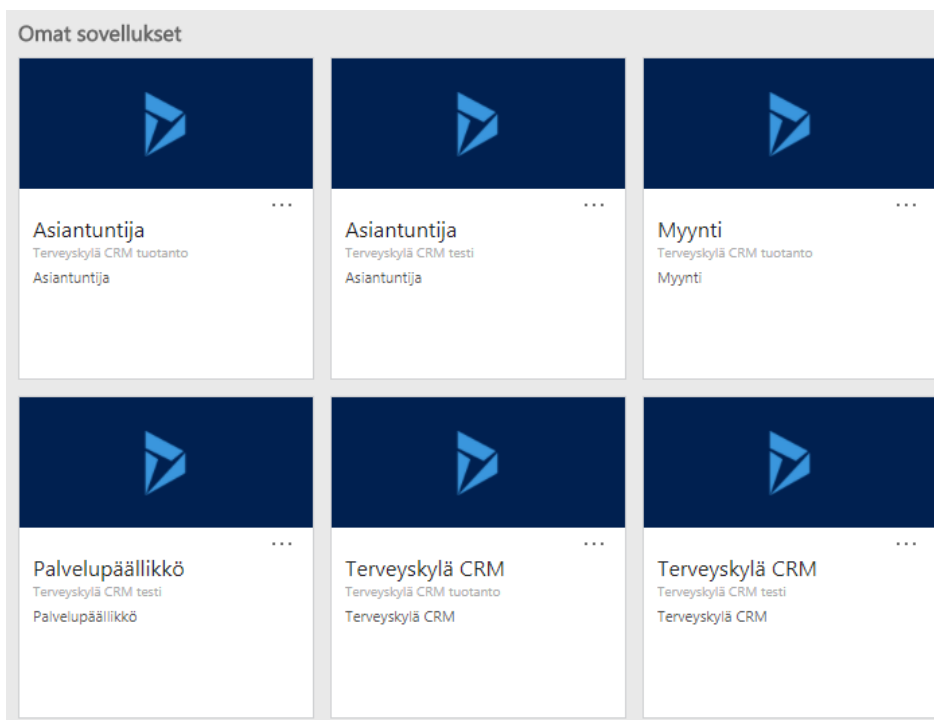 Omat sovellukset
...
Asiantuntija
Terveyskylä CRM tuotanto
Asiantuntija
...
Asiantuntija
Terveyskylä CRM testi
Asiantuntija
...
Myynti
Terveyskylä CRM tuotanto
Myynti
...
Palvelupäällikkö
Terveyskylä CRM testi
Palvelupäällikkö
...
Terveyskylä CRM
Terveyskylä CRM tuotanto
Terveyskylä CRM
...
Terveyskylä CRM
Terveyskylä CRM testi
Terveyskylä CRM